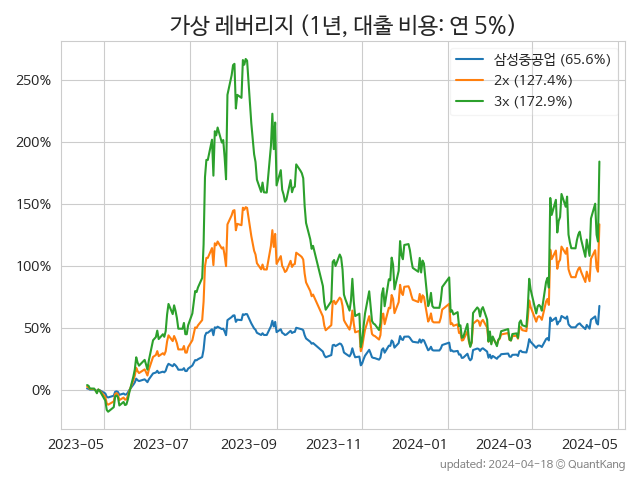 가상 레버리지 (1년, 대출 비용: 연 5%)
삼성중공업 (65.6%)
2x (127.4%)
3x (172.9%)
250%
200%
150%
100%
50%
0%
2023-05 2023-07 2023-09 2023-11 2024-01 2024-03 2024-05
updated: 2024-04-18 © QuantKang